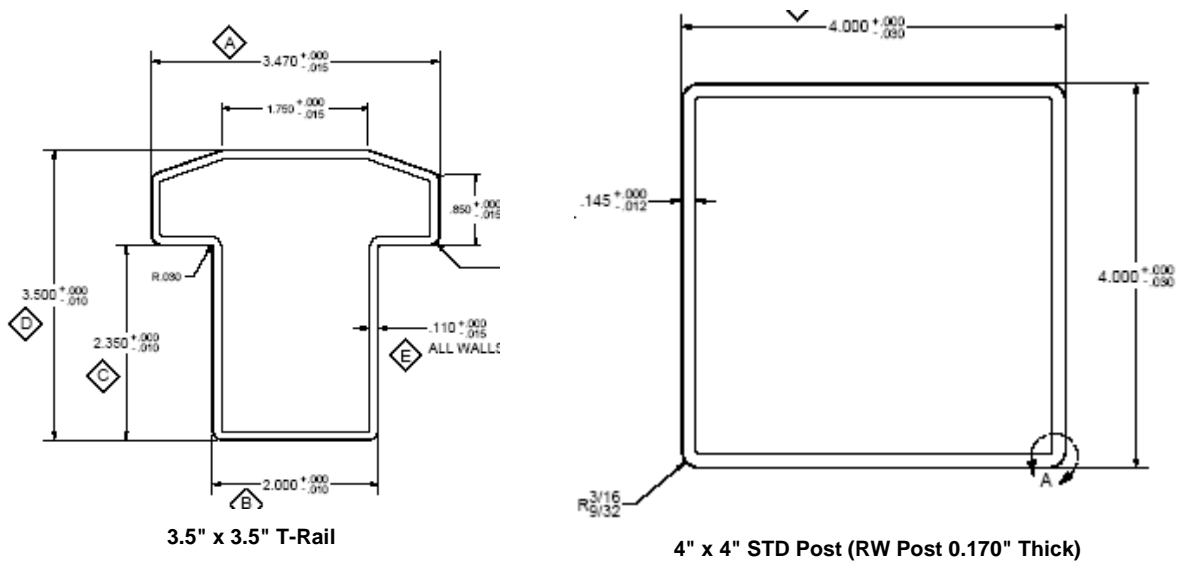 A
3.470 +.000 -.015
1.750 +.000 -.015
.850 +.000 -.015
R.030
3.500 +.000 -.010
D
2.350 +.000 -.010
C
.110 +.000 -.015
E ALL WALLS
2.000 +.000 -.010
B
3.5" x 3.5" T-Rail
4.000 +.000 -.030
.145 +.000 -.012
4.000 +.000 -.030
A
R 3/16
9/32
4" x 4" STD Post (RW Post 0.170" Thick)